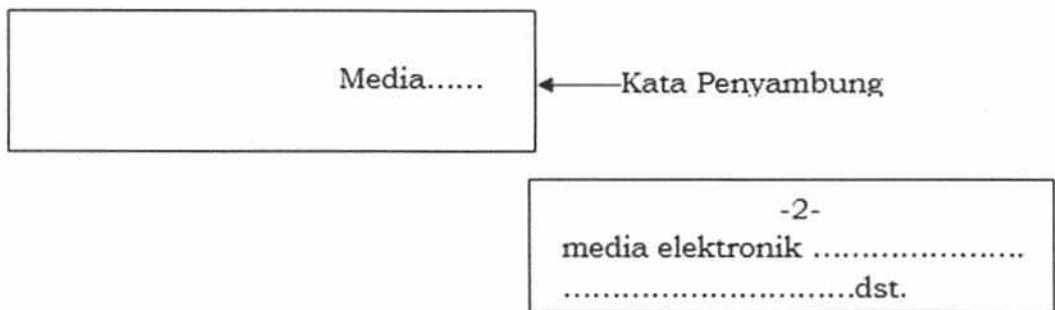 Media...... Kata Penyambung
-2-
media elektronik ......................
..............................dst.